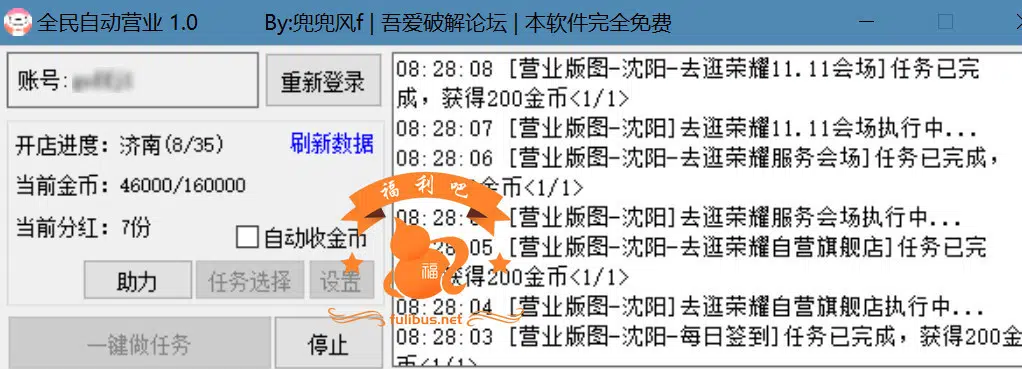 全民自动营业 1.0 By:兜兜风f | 吾爱破解论坛 | 本软件完全免费
账号:
重新登录
开店进度: 济南(8/35) 刷新数据
当前金币: 46000/160000
当前分红: 7份
自动收金币
助力 任务选择 设置
一键做任务 停止
08:28:08 [营业版图-沈阳-去逛荣耀11.11会场]任务已完
成，获得200金币<1/1>
08:28:07 [营业版图-沈阳]去逛荣耀11.11会场执行中...
08:28:06 [营业版图-沈阳-去逛荣耀服务会场]任务已完成，
金币<1/1>
08:28: [营业版图-沈阳]去逛荣耀服务会场执行中...
05 [营业版图-沈阳-去逛荣耀自营旗舰店]任务已完
获得200金币<1/1>
08:28:04 [营业版图-沈阳]去逛荣耀自营旗舰店执行中...
08:28:03 [营业版图-沈阳-每日签到]任务已完成，获得200金
币<1/1>
福利吧
福
fulibus.net